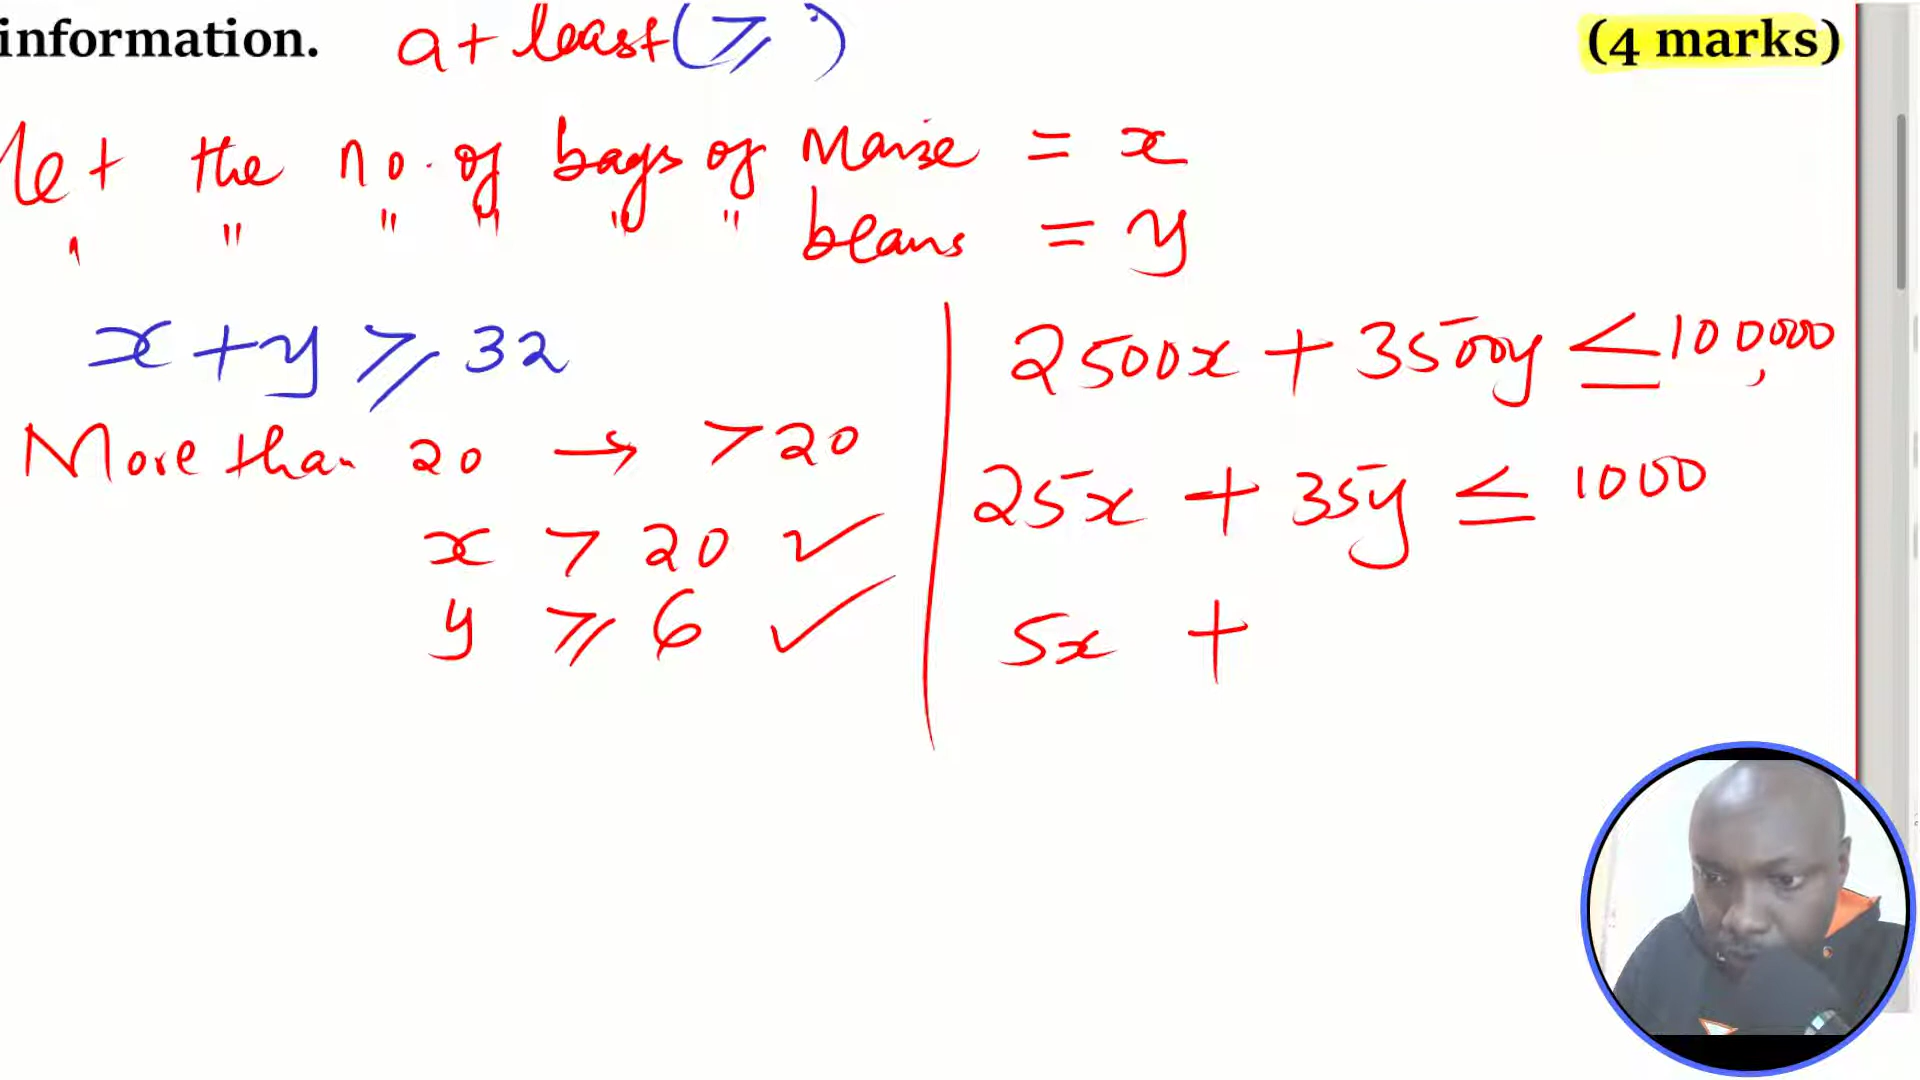 information. at least (≥) (4 marks)
let the no. of bags of Maize = x
" " " " " " beans = y
x + y ≥ 32
More than 20 → > 20
x > 20 ✓
y ≥ 6 ✓
2500x + 3500y ≤ 100,000
25x + 35y ≤ 1000
5x +